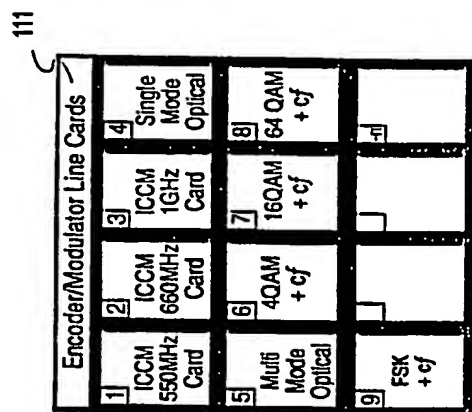 111
Encoder/Modulator Line Cards
1
ICCM
550MHz
Card
2
ICCM
660MHz
Card
3
ICCM
1GHz
Card
4
Single
Mode
Optical
5
Multi
Mode
Optical
6
4QAM
+ cf
7
16QAM
+ cf
8
64 QAM
+ cf
9
FSK
+ cf